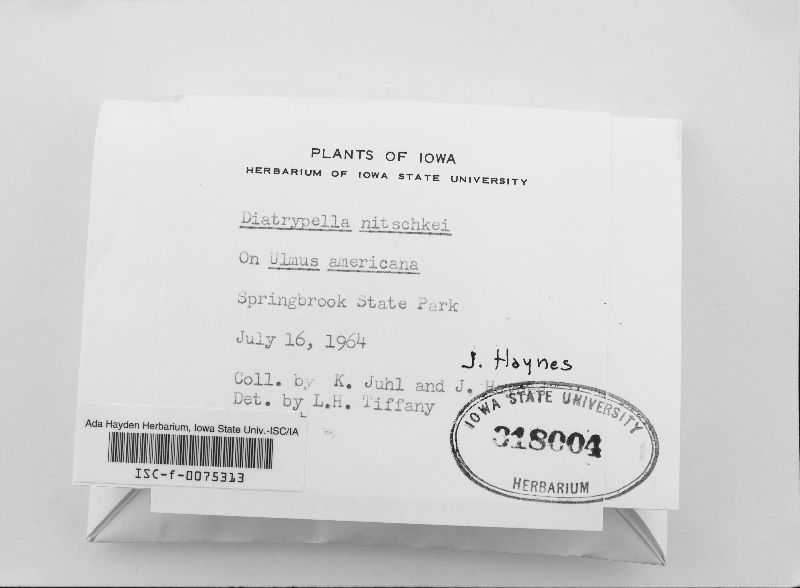 PLANTS OF IOWA
HERBARIUM OF IOWA STATE UNIVERSITY
Diatrypella nitschkei
On Ulmus americana
Springbrook State Park
July 16, 1964
J. Haynes
Coll. by K. Juhl and J.
Det. by L.H. Tiffany
Ada Hayden Herbarium, Iowa State Univ.-ISC/IA
ISC-f-0075313
IOWA STATE UNIVERSITY
318004
HERBARIUM